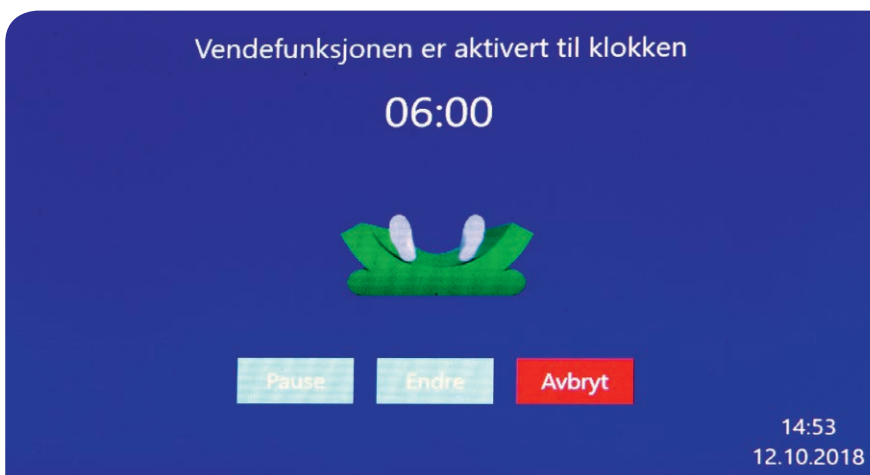 Vendefunksjonen er aktivert til klokken
06:00
Pause
Endre
Avbryt
14:53
12.10.2018